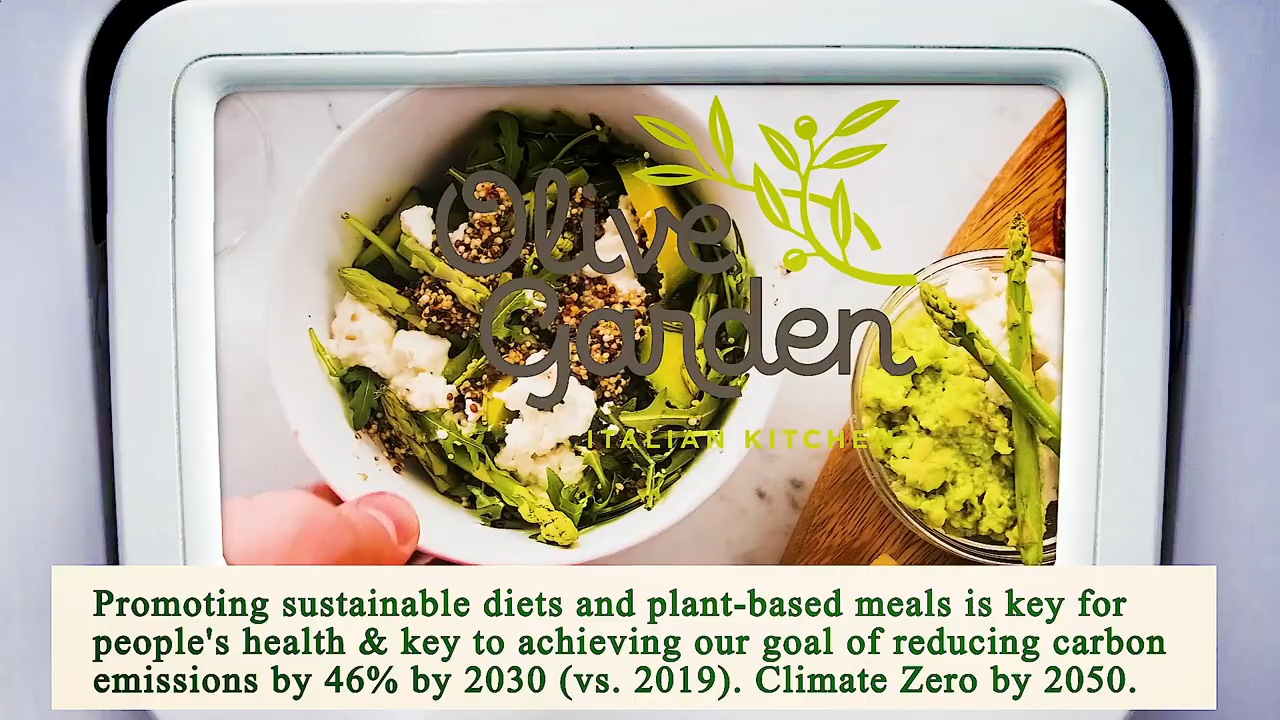 Olive
Garden
ITALIAN KITCHEN
Promoting sustainable diets and plant-based meals is key for
people's health & key to achieving our goal of reducing carbon
emissions by 46% by 2030 (vs. 2019). Climate Zero by 2050.